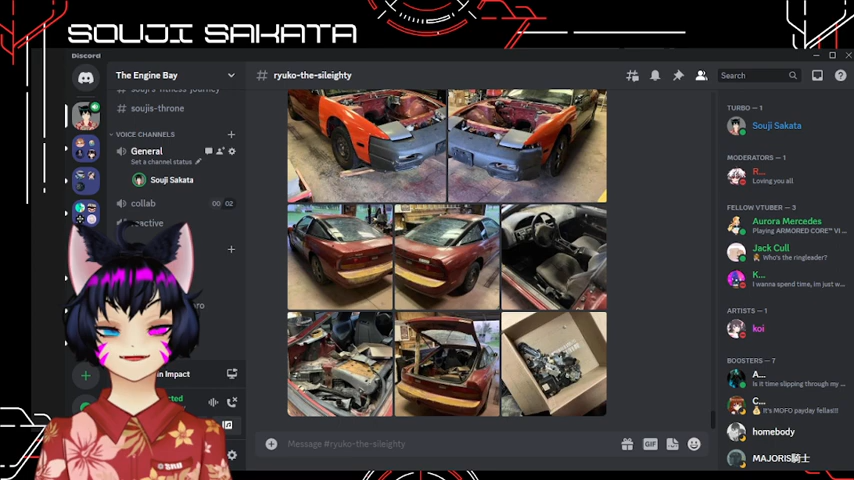 SOUJI SAKATA
Discord
The Engine Bay
# ryuko-the-sileighty
Search
souji's-fitness-journey
# soujis-throne
VOICE CHANNELS
General
Set a channel status
Souji Sakata
collab
00 02
n Impact
Message #ryuko-the-sileighty
GIF
TURBO — 1
Souji Sakata
MODERATORS — 1
R...
Loving you all
FELLOW VTUBER — 3
Aurora Mercedes
Playing ARMORED CORE™ VI ...
Jack Cull
Who's the ringleader?
K...
I wanna spend time, im just w...
ARTISTS — 1
koi
BOOSTERS — 7
A...
Is it time slipping through my ...
C...
It's MOFO payday fellas!!!
homebody
MAJORIS騎士